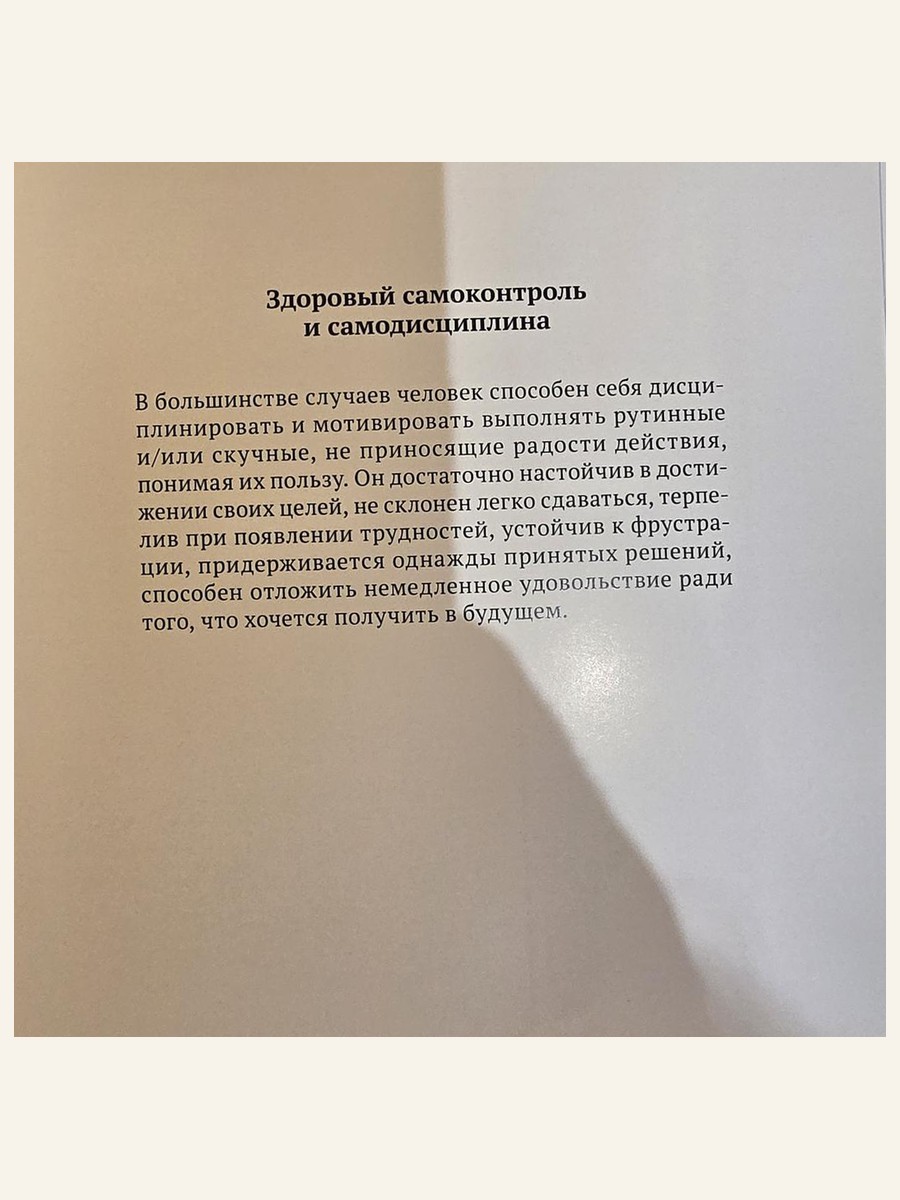 Здоровый самоконтроль
и самодисциплина
В большинстве случаев человек способен себя дисци-
плинировать и мотивировать выполнять рутинные
и/или скучные, не приносящие радости действия,
понимая их пользу. Он достаточно настойчив в дости-
жении своих целей, не склонен легко сдаваться, терпе-
лив при появлении трудностей, устойчив к фрустра-
ции, придерживается однажды принятых решений,
способен отложить немедленное удовольствие ради
того, что хочется получить в будущем.